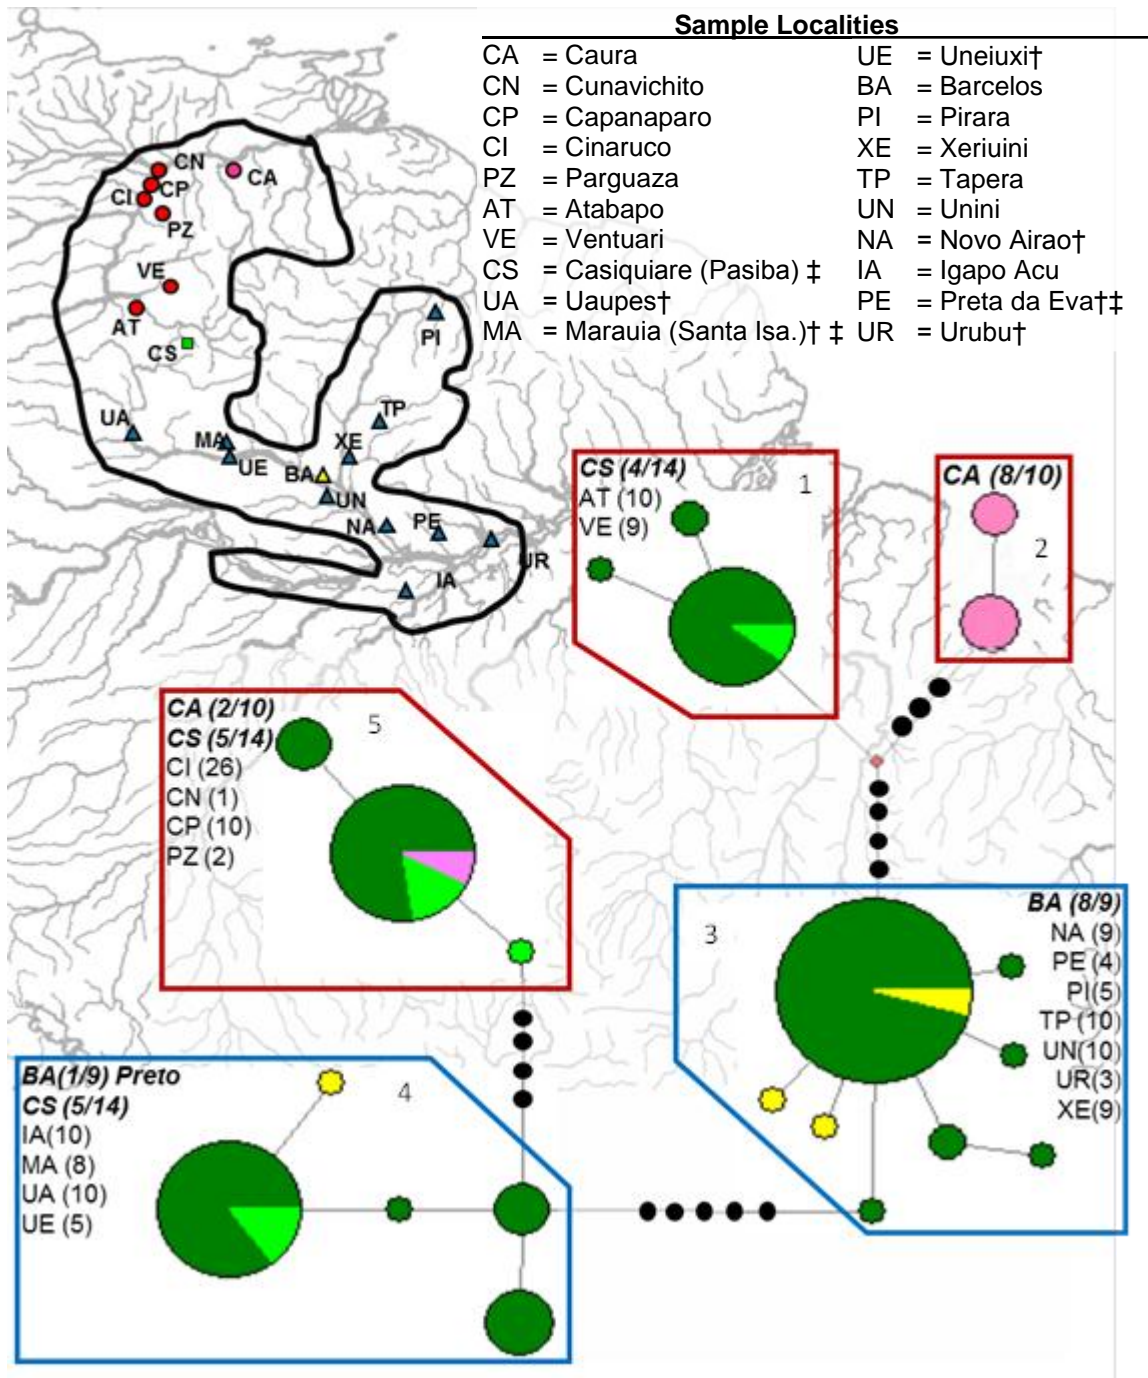 Sample Localities
CA = Caura UE = Uneiuxi†
CN = Cunavichito BA = Barcelos
CP = Capanaparo PI = Pirara
CI = Cinaruco XE = Xeriuini
PZ = Parguaza TP = Tapera
AT = Atabapo UN = Unini
VE = Ventuari NA = Novo Airao†
CS = Casiquiare (Pasiba) ‡ IA = Igapo Acu
UA = Uaupes† PE = Preta da Eva†‡
MA = Marauia (Santa Isa.)† ‡ UR = Urubu†
CN
CA
CP
CI
PZ
VE
AT
CS
PI
UA
TP
MA
XE
UE
BA
UN
NA
PE
UR
IA
CS (4/14)
AT (10)
VE (9)
1
CA (8/10)
2
CA (2/10)
CS (5/14)
CI (26)
CN (1)
CP (10)
PZ (2)
5
3
BA (8/9)
NA (9)
PE (4)
PI(5)
TP (10)
UN(10)
UR(3)
XE(9)
BA(1/9) Preto
CS (5/14)
IA(10)
MA (8)
UA (10)
UE (5)
4